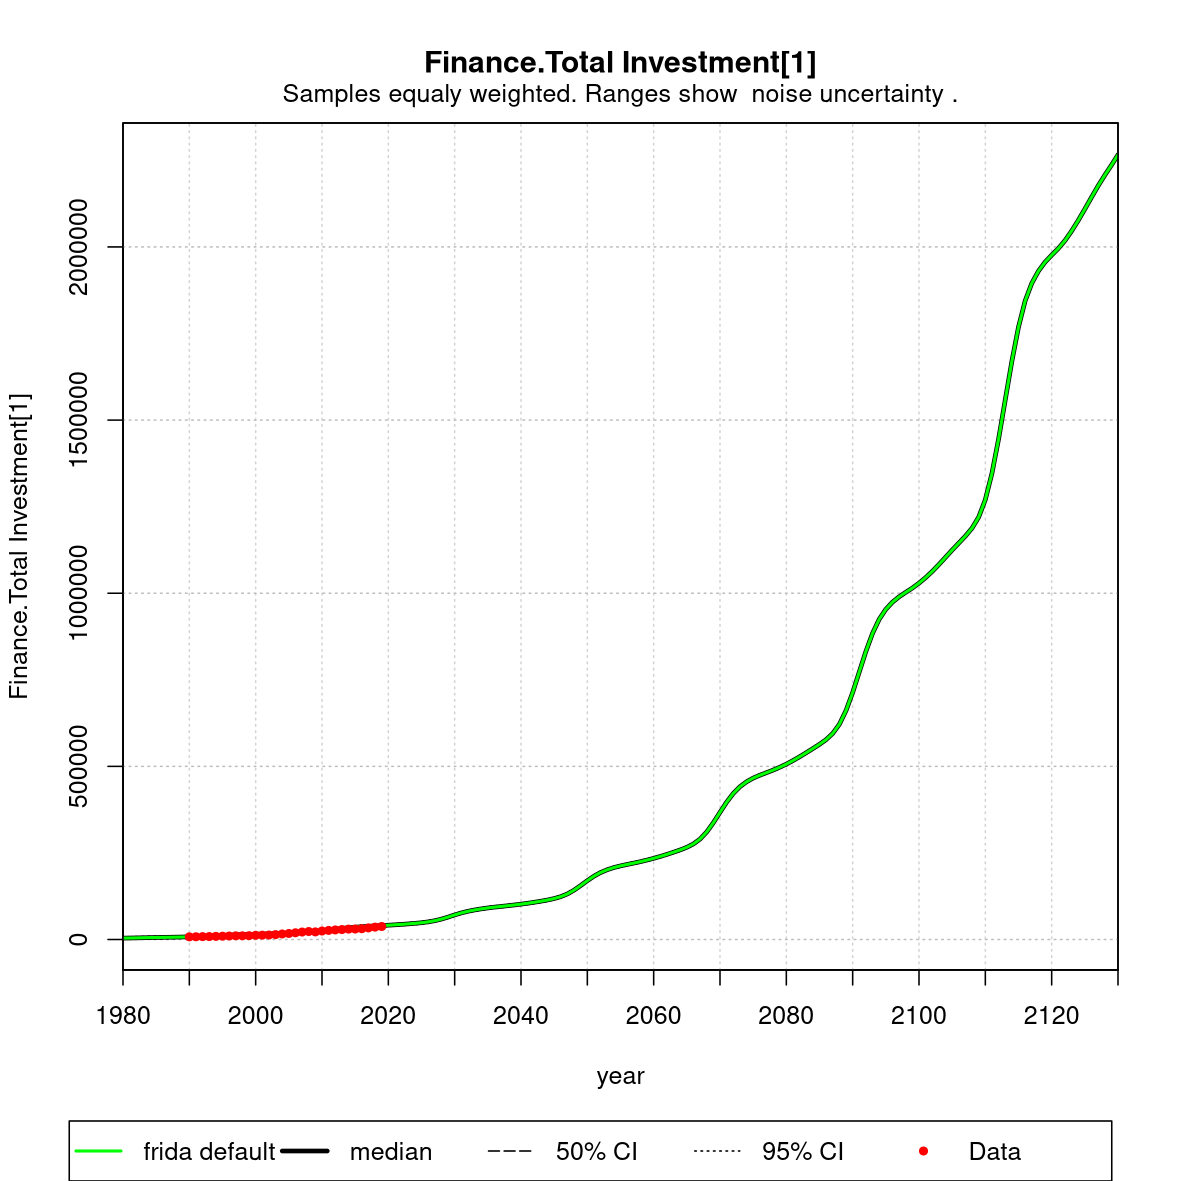 Finance.Total Investment[1]
Samples equaly weighted. Ranges show  noise uncertainty .
Finance.Total Investment[1]
2000000
1500000
1000000
500000
0
1980 2000 2020 2040 2060 2080 2100 2120
year
frida default median 50% CI 95% CI Data